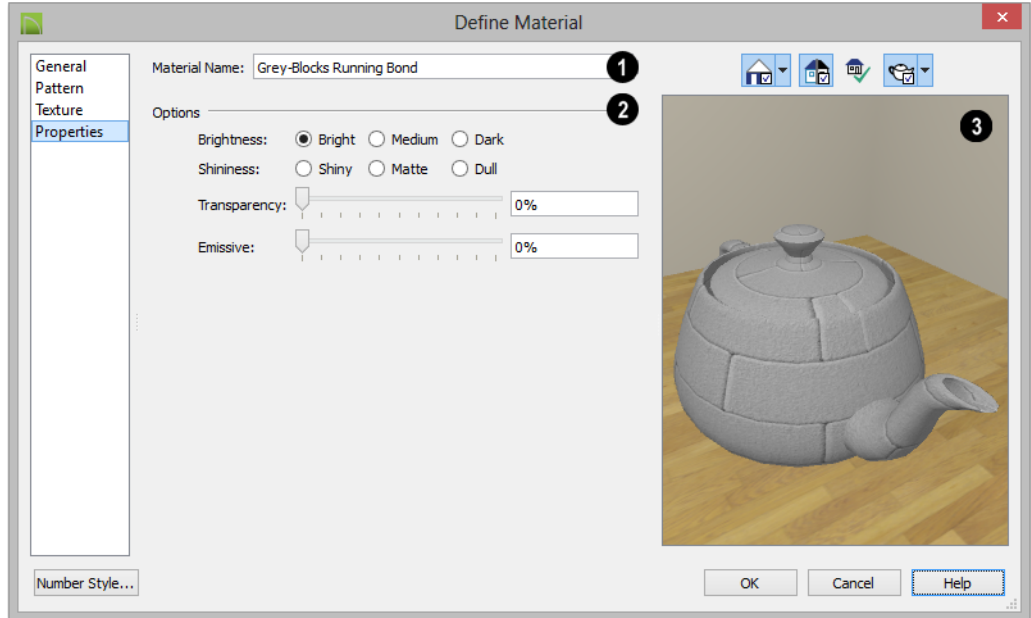 Define Material
General
Pattern
Texture
Properties
Material Name: Grey-Blocks Running Bond 1
Options 2
Brightness: Bright Medium Dark
Shininess: Shiny Matte Dull
Transparency: 0%
Emissive: 0%
3
Number Style...
OK Cancel Help